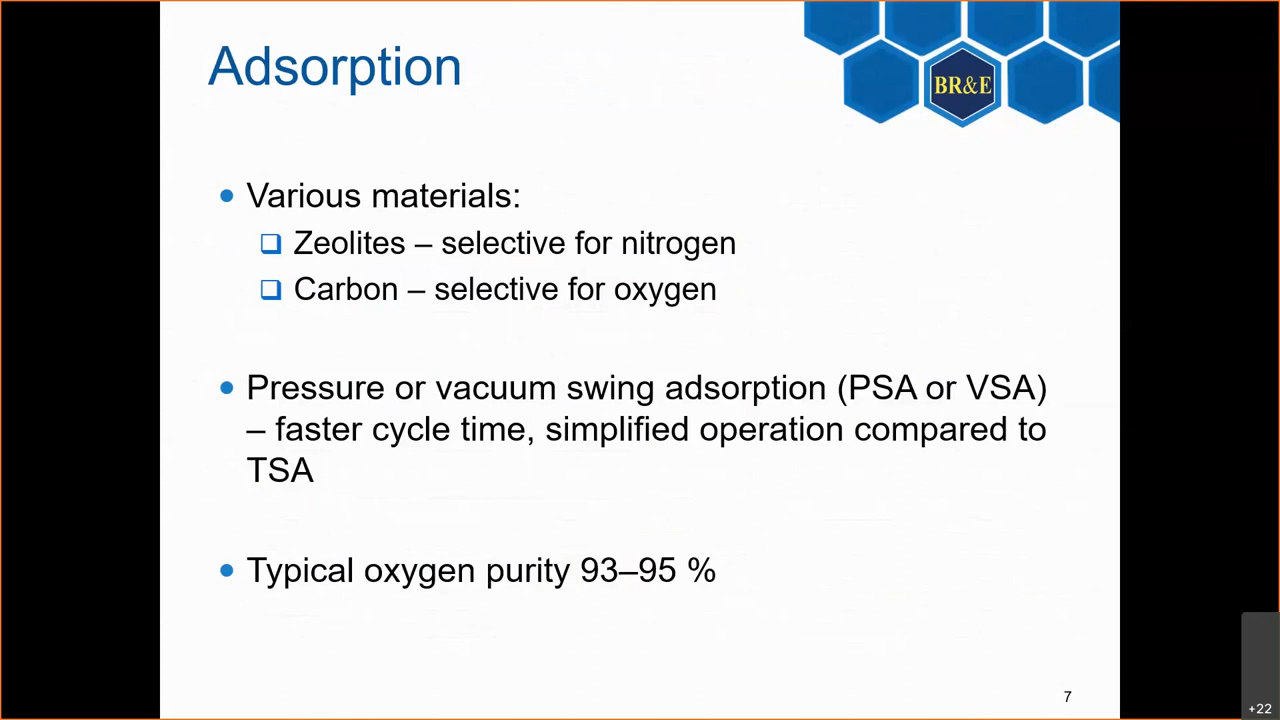 Adsorption
BR&E
• Various materials:
❑ Zeolites – selective for nitrogen
❑ Carbon – selective for oxygen
• Pressure or vacuum swing adsorption (PSA or VSA)
– faster cycle time, simplified operation compared to
TSA
• Typical oxygen purity 93–95 %
7
+22